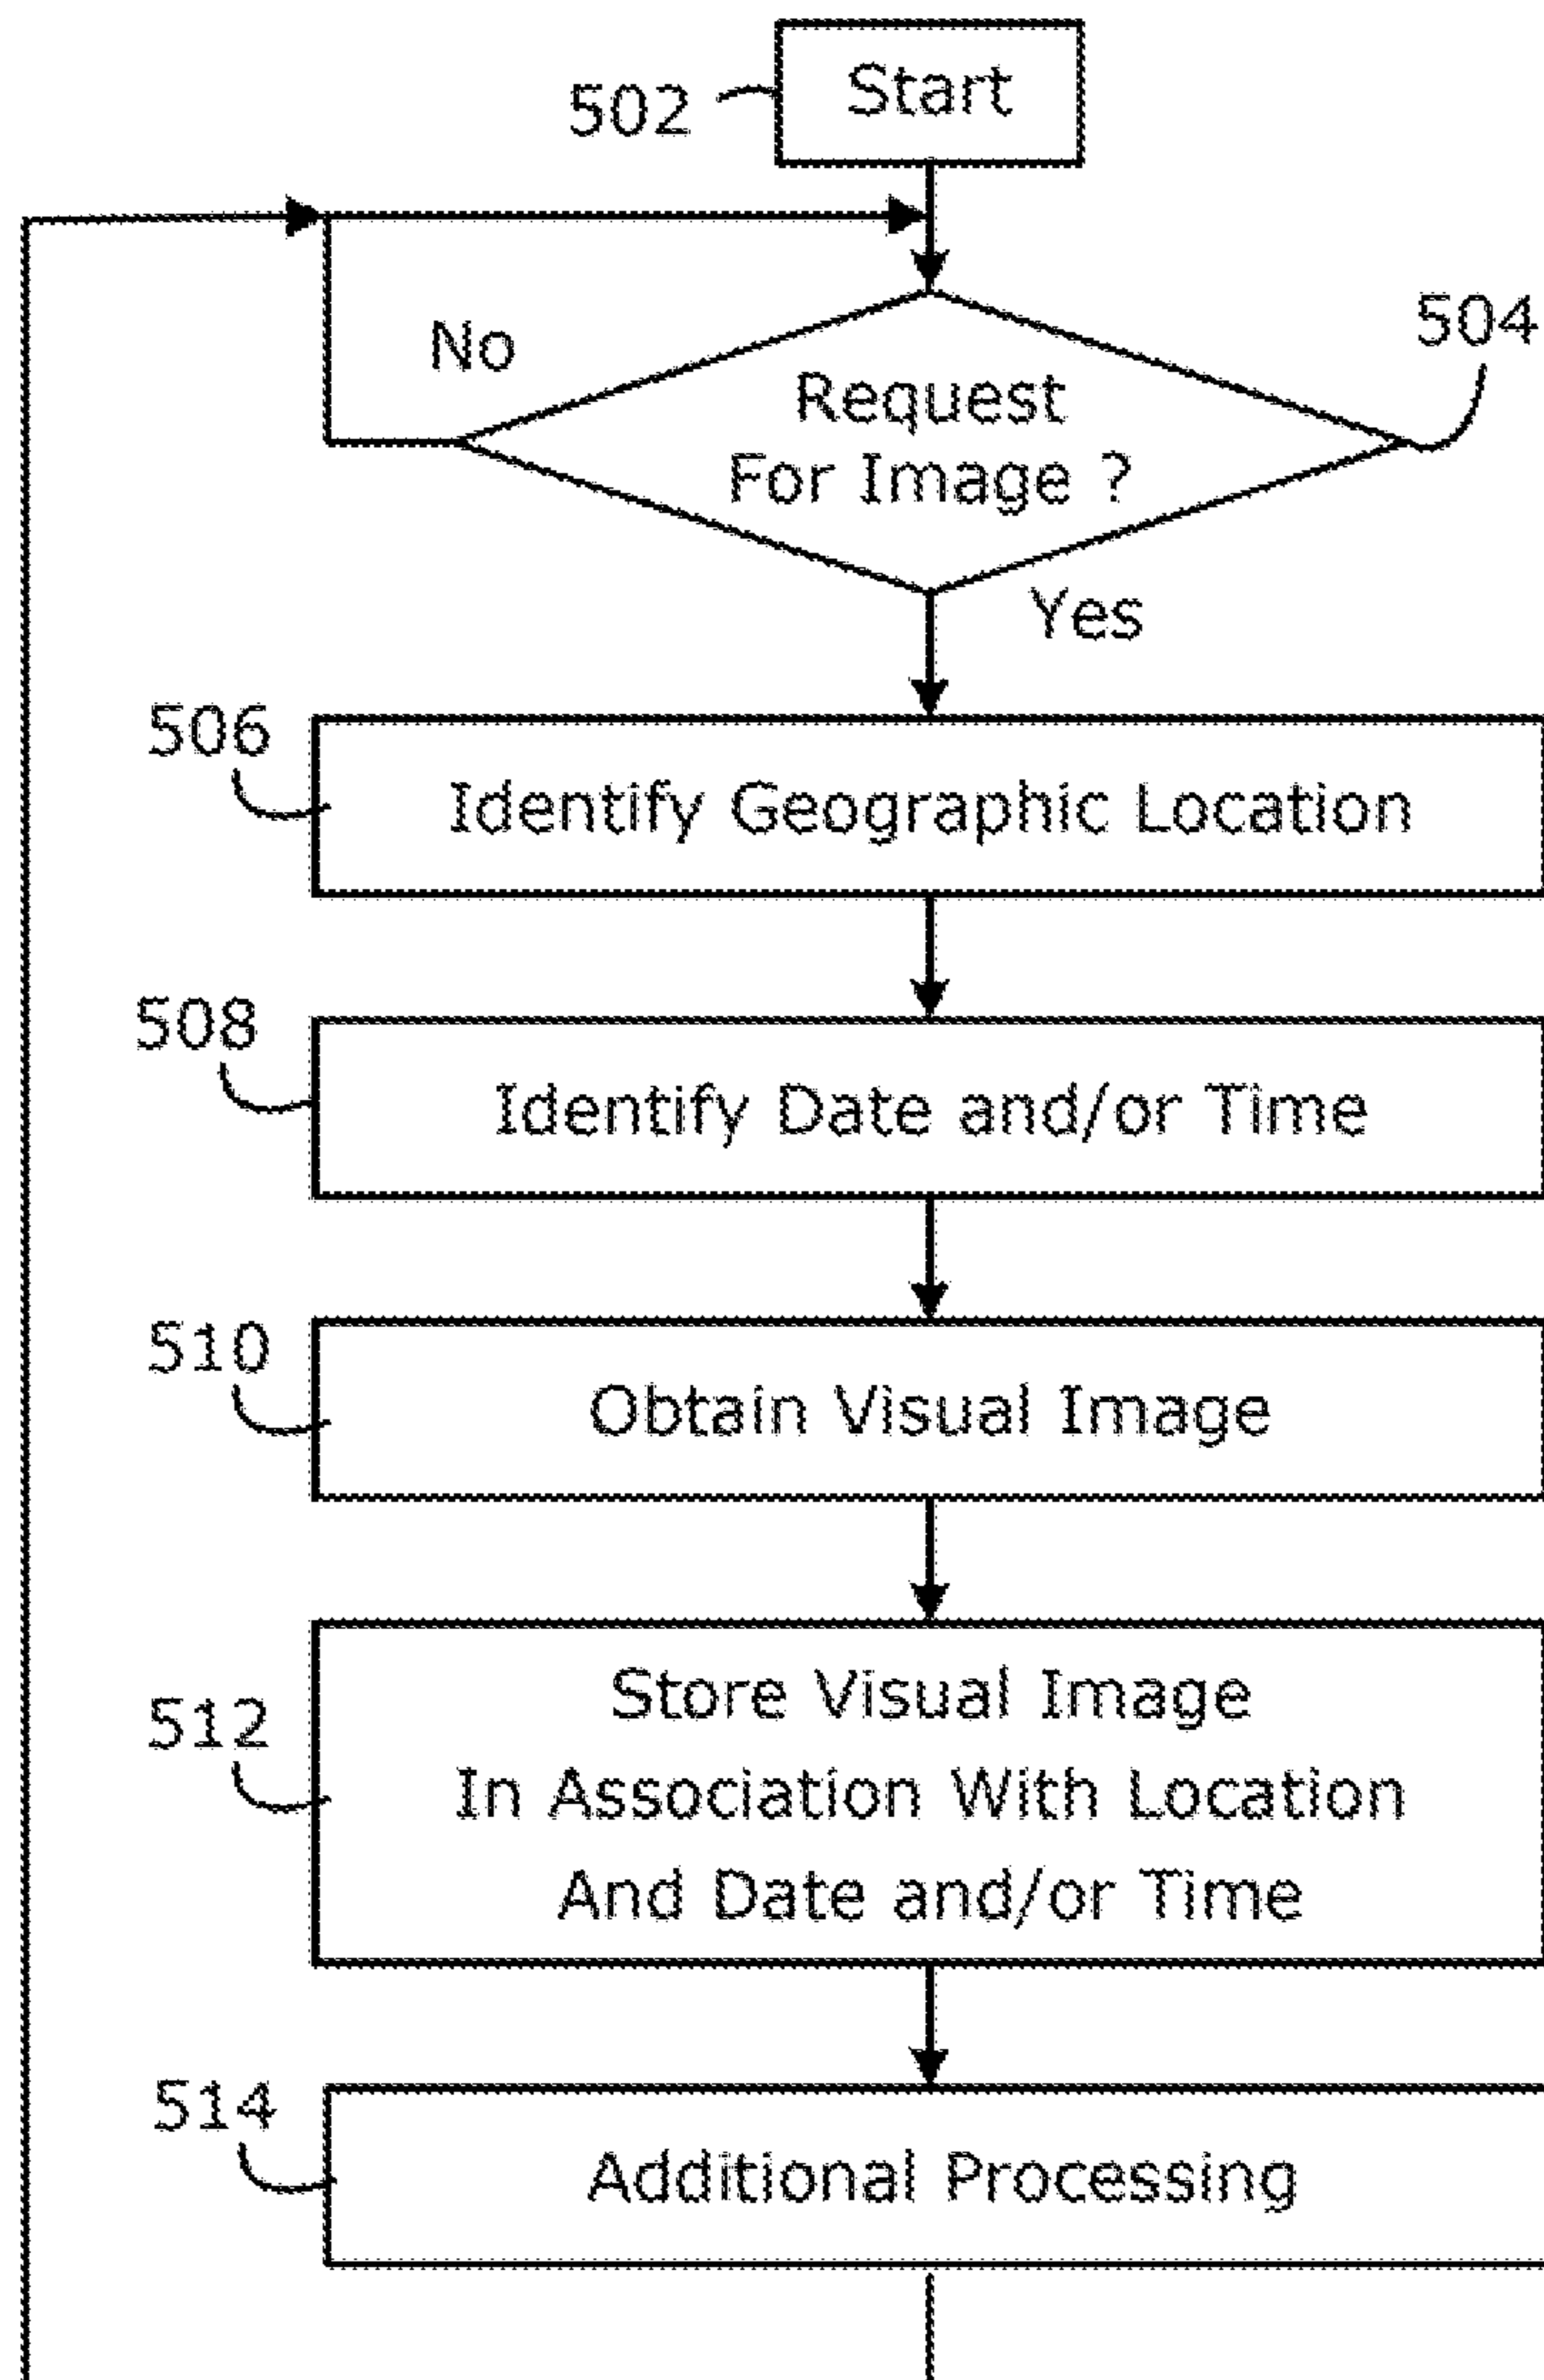 502
Start
No
504
Request
For Image ?
Yes
506
Identify Geographic Location
508
Identify Date and/or Time
510
Obtain Visual Image
512
Store Visual Image
In Association With Location
And Date and/or Time
514
Additional Processing